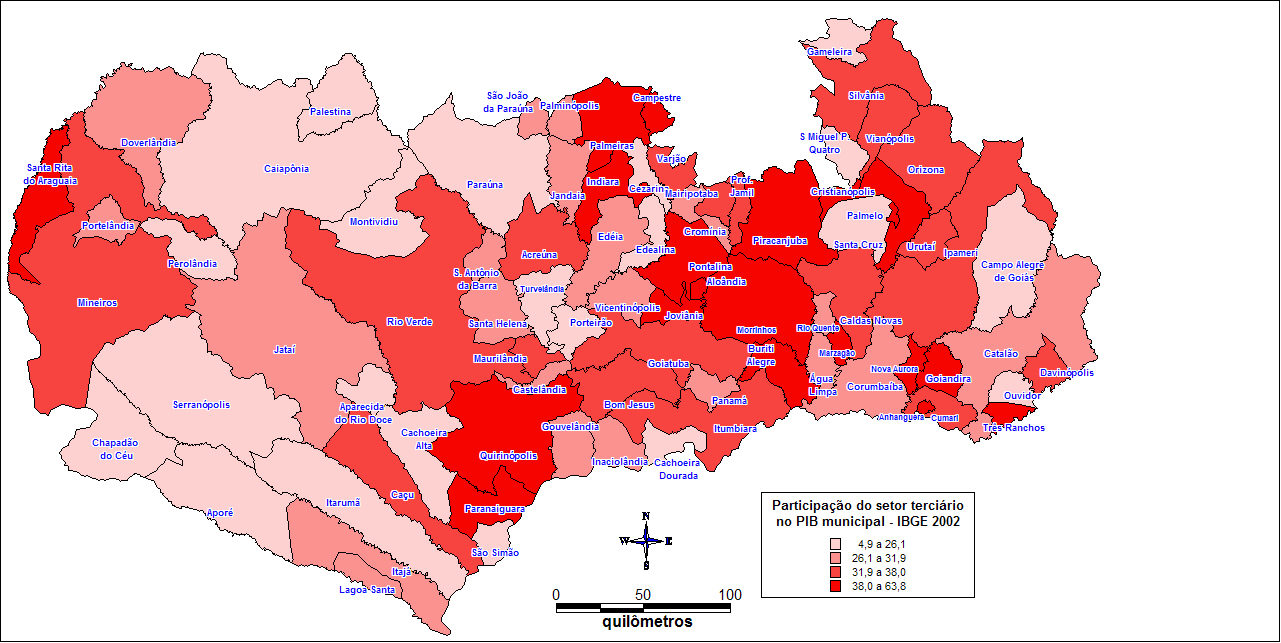 Gameleira
Palestina
São João
da Paraúna
Palminópolis
Campestre
Silvânia
S Miguel P.
Quatro
Vianópolis
Doverlândia
Palmeiras
Varjão
Santa Rita
do Araguaia
Caiapônia
Orizona
Paraúna
Indiara
Cezarina
Mairipotaba
Prof.
Jamil
Cristianópolis
Jandaia
Portelândia
Montividiu
Palmelo
Edéia
Cromínia
Piracanjuba
Santa Cruz
Urutaí
Ipameri
Edealina
Acreúna
Perolândia
S. Antônio
da Barra
Pontalina
Aloândia
Campo Alegre
de Goiás
Turvelândia
Mineiros
Vicentinópolis
Joviânia
Rio Verde
Santa Helena
Porteirão
Morrinhos
Rio Quente
Caldas Novas
Jataí
Maurilândia
Goiatuba
Buriti
Alegre
Marzagão
Catalão
Nova Aurora
Goiandira
Davinópolis
Água
Limpa
Corumbaíba
Castelândia
Ouvidor
Serranópolis
Aparecida
do Rio Doce
Bom Jesus
Panamá
Anhanguera
Cumari
Três Ranchos
Cachoeira
Alta
Gouvelândia
Itumbiara
Chapadão
do Céu
Quirinópolis
Inaciolândia
Cachoeira
Dourada
Itarumã
Caçu
Paranaiguara
Aporé
São Simão
Itajá
Lagoa Santa
N
W
E
S
0
50
100
quilômetros
Participação do setor terciário
no PIB municipal - IBGE 2002
4,9 a 26,1
26,1 a 31,9
31,9 a 38,0
38,0 a 63,8